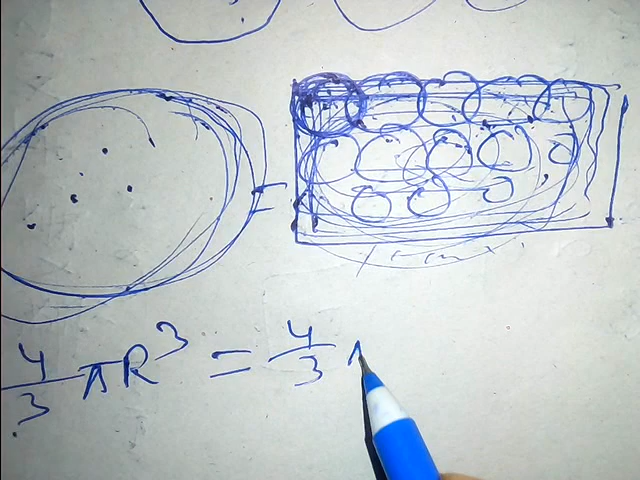 =
4/3 πR³ = 4/3